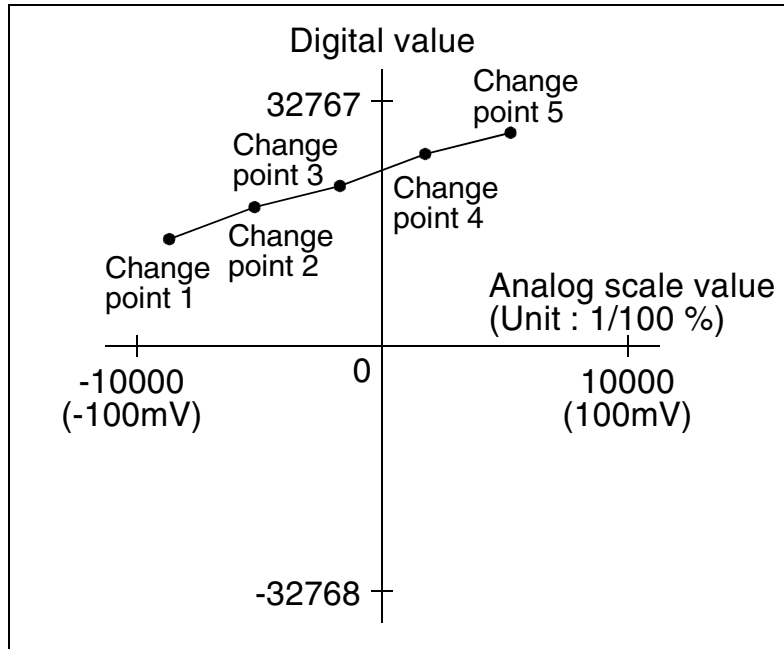 Digital value
32767
Change
point 5
Change
point 3
Change
point 4
Change
point 2
Change
point 1
Analog scale value
(Unit : 1/100 %)
0
-10000
(-100mV)
10000
(100mV)
-32768